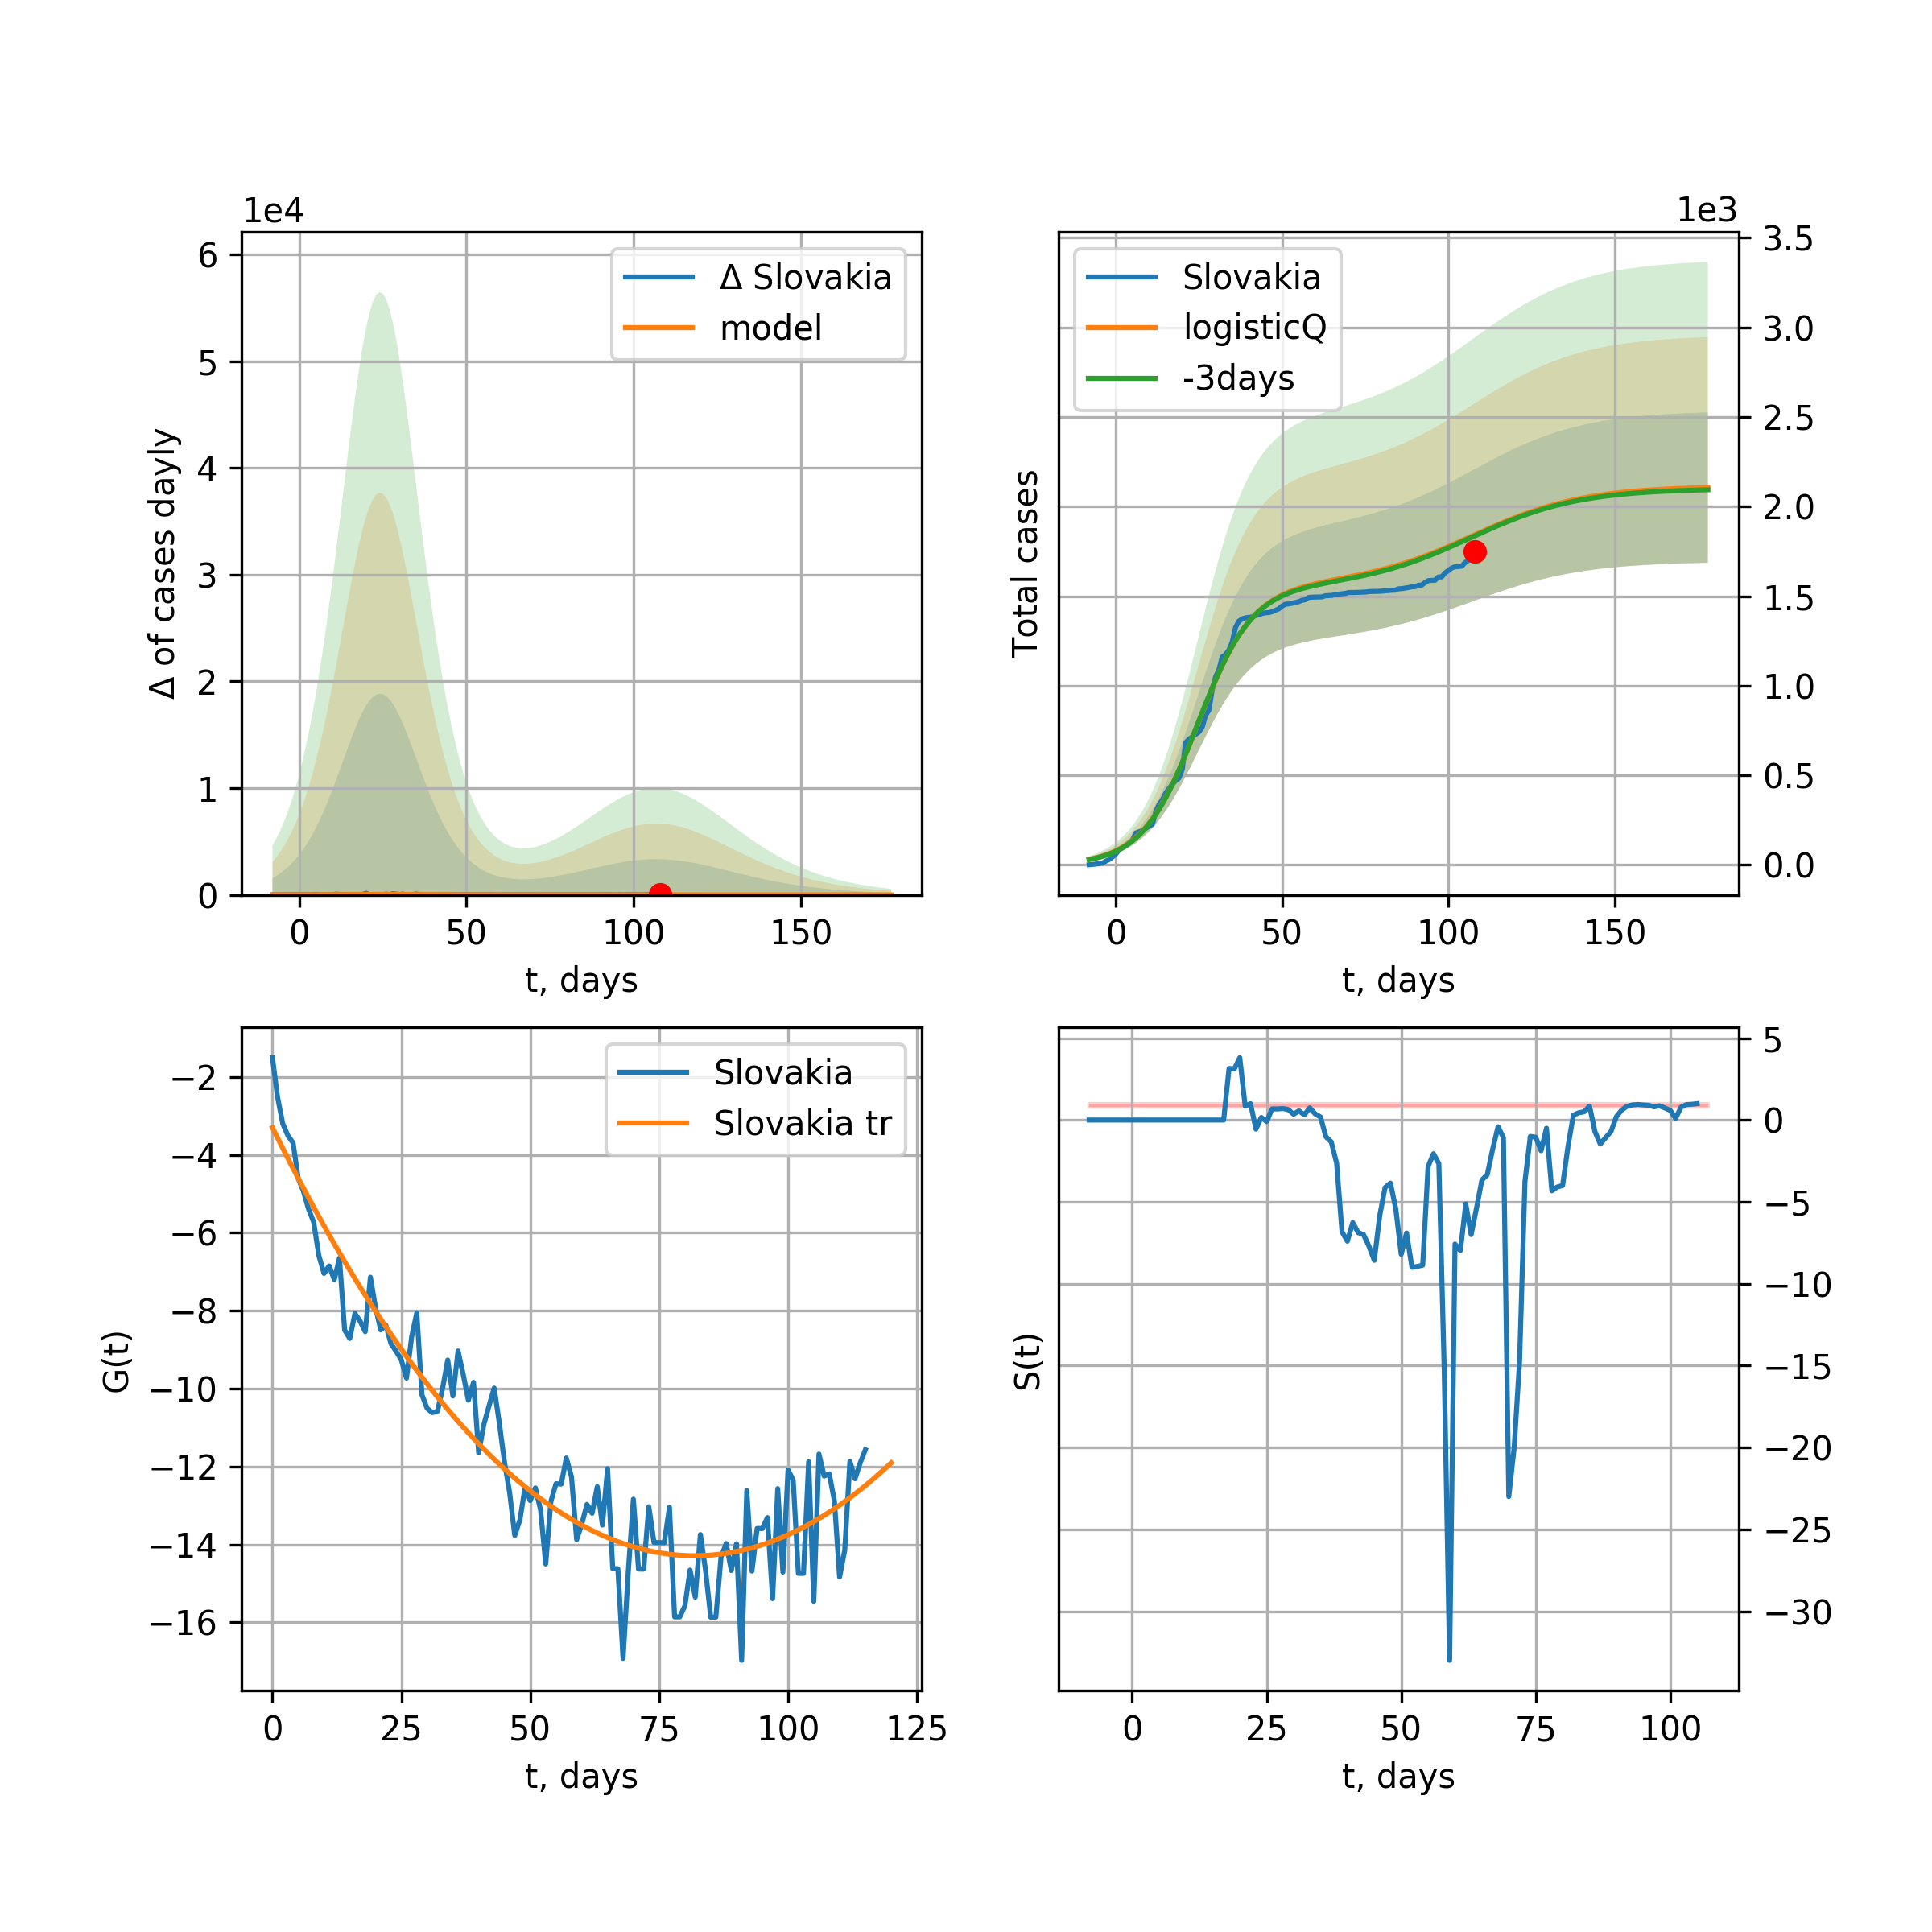 1e4
Δ of cases dayly
6
5
4
3
2
1
0
Δ Slovakia
model
0 50 100 150
t, days
1e3
Total cases
Slovakia
logisticQ
-3days
3.5
3.0
2.5
2.0
1.5
1.0
0.5
0.0
0 50 100 150
t, days
G(t)
−2
−4
−6
−8
−10
−12
−14
−16
Slovakia
Slovakia tr
0 25 50 75 100 125
t, days
S(t)
5
0
−5
−10
−15
−20
−25
−30
0 25 50 75 100
t, days